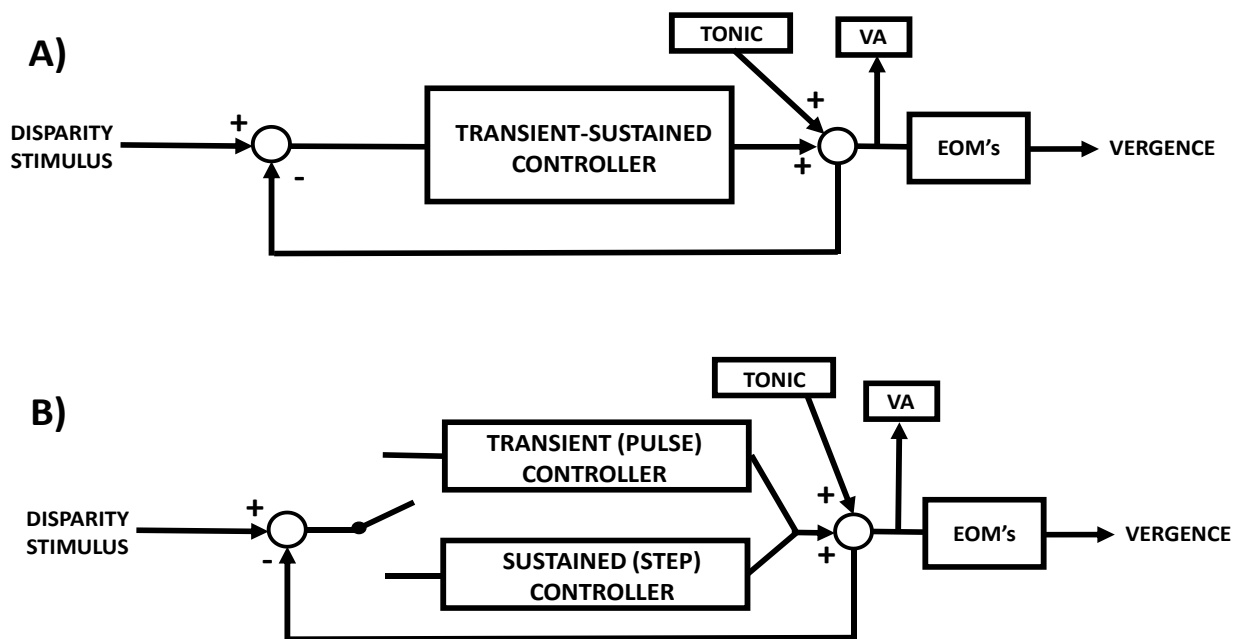 A)
TONIC
VA
DISPARITY
STIMULUS
+
-
TRANSIENT-SUSTAINED
CONTROLLER
+
+
EOM's
VERGENCE
B)
TONIC
VA
TRANSIENT (PULSE)
CONTROLLER
DISPARITY
STIMULUS
+
-
SUSTAINED (STEP)
CONTROLLER
+
+
EOM's
VERGENCE